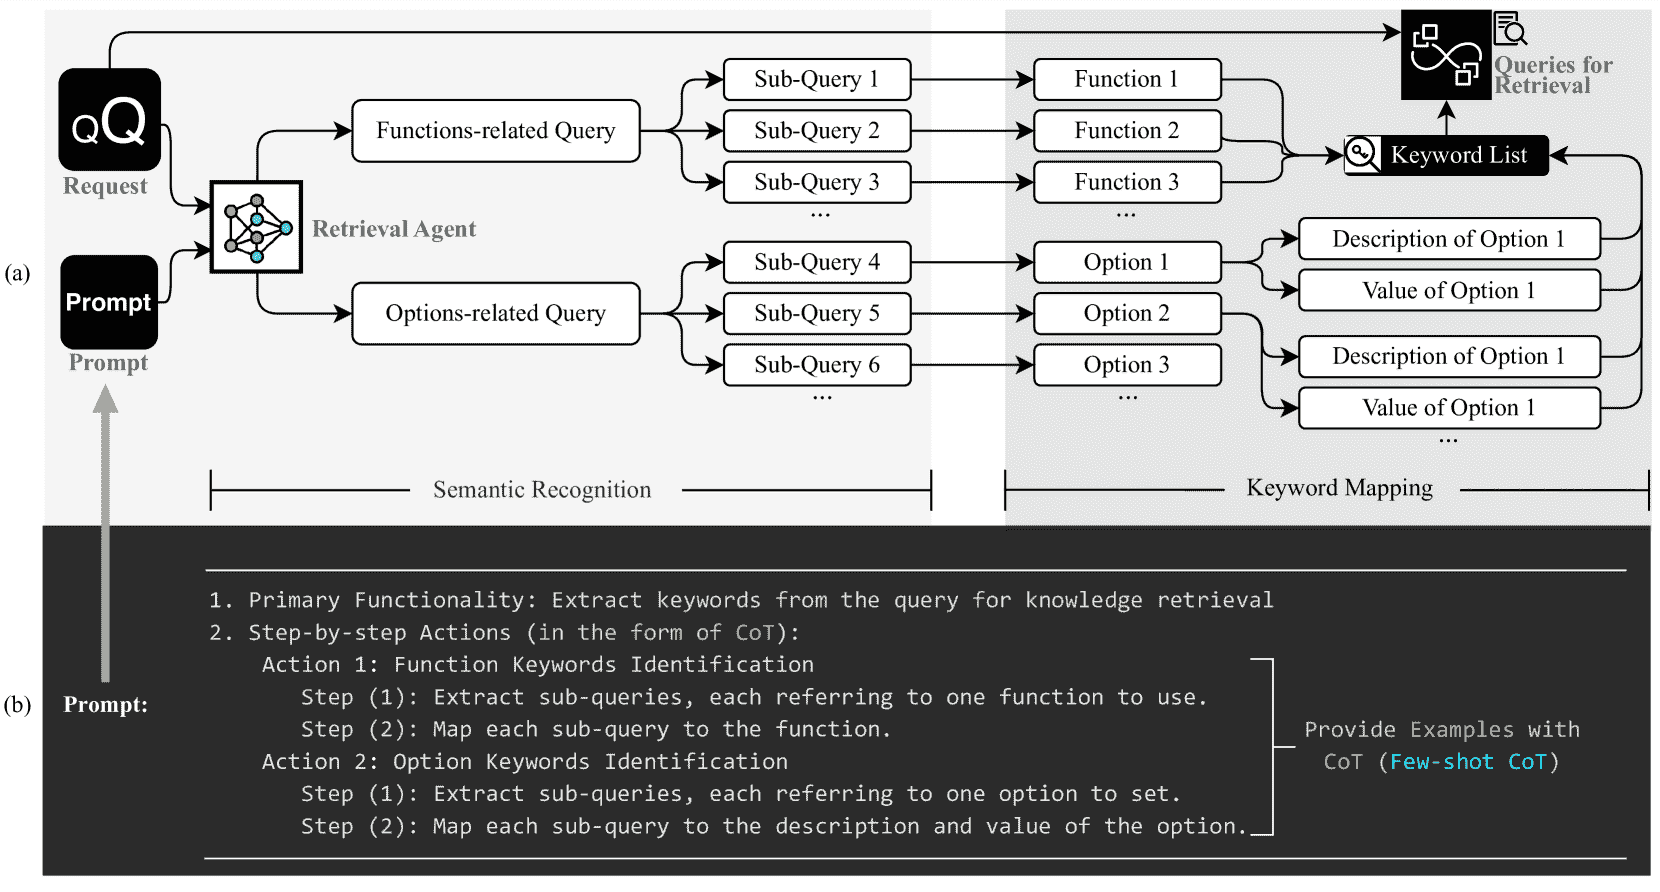 (a)
QQ
Request
Prompt
Prompt
Retrieval Agent
Functions-related Query
Options-related Query
Sub-Query 1
Sub-Query 2
Sub-Query 3
...
Sub-Query 4
Sub-Query 5
Sub-Query 6
...
Function 1
Function 2
Function 3
...
Option 1
Option 2
Option 3
...
Queries for
Retrieval
Keyword List
Description of Option 1
Value of Option 1
Description of Option 1
Value of Option 1
...
Semantic Recognition
Keyword Mapping
(b)
Prompt:
1. Primary Functionality: Extract keywords from the query for knowledge retrieval
2. Step-by-step Actions (in the form of CoT):
Action 1: Function Keywords Identification
Step (1): Extract sub-queries, each referring to one function to use.
Step (2): Map each sub-query to the function.
Action 2: Option Keywords Identification
Step (1): Extract sub-queries, each referring to one option to set.
Step (2): Map each sub-query to the description and value of the option.
Provide Examples with
CoT (Few-shot CoT)